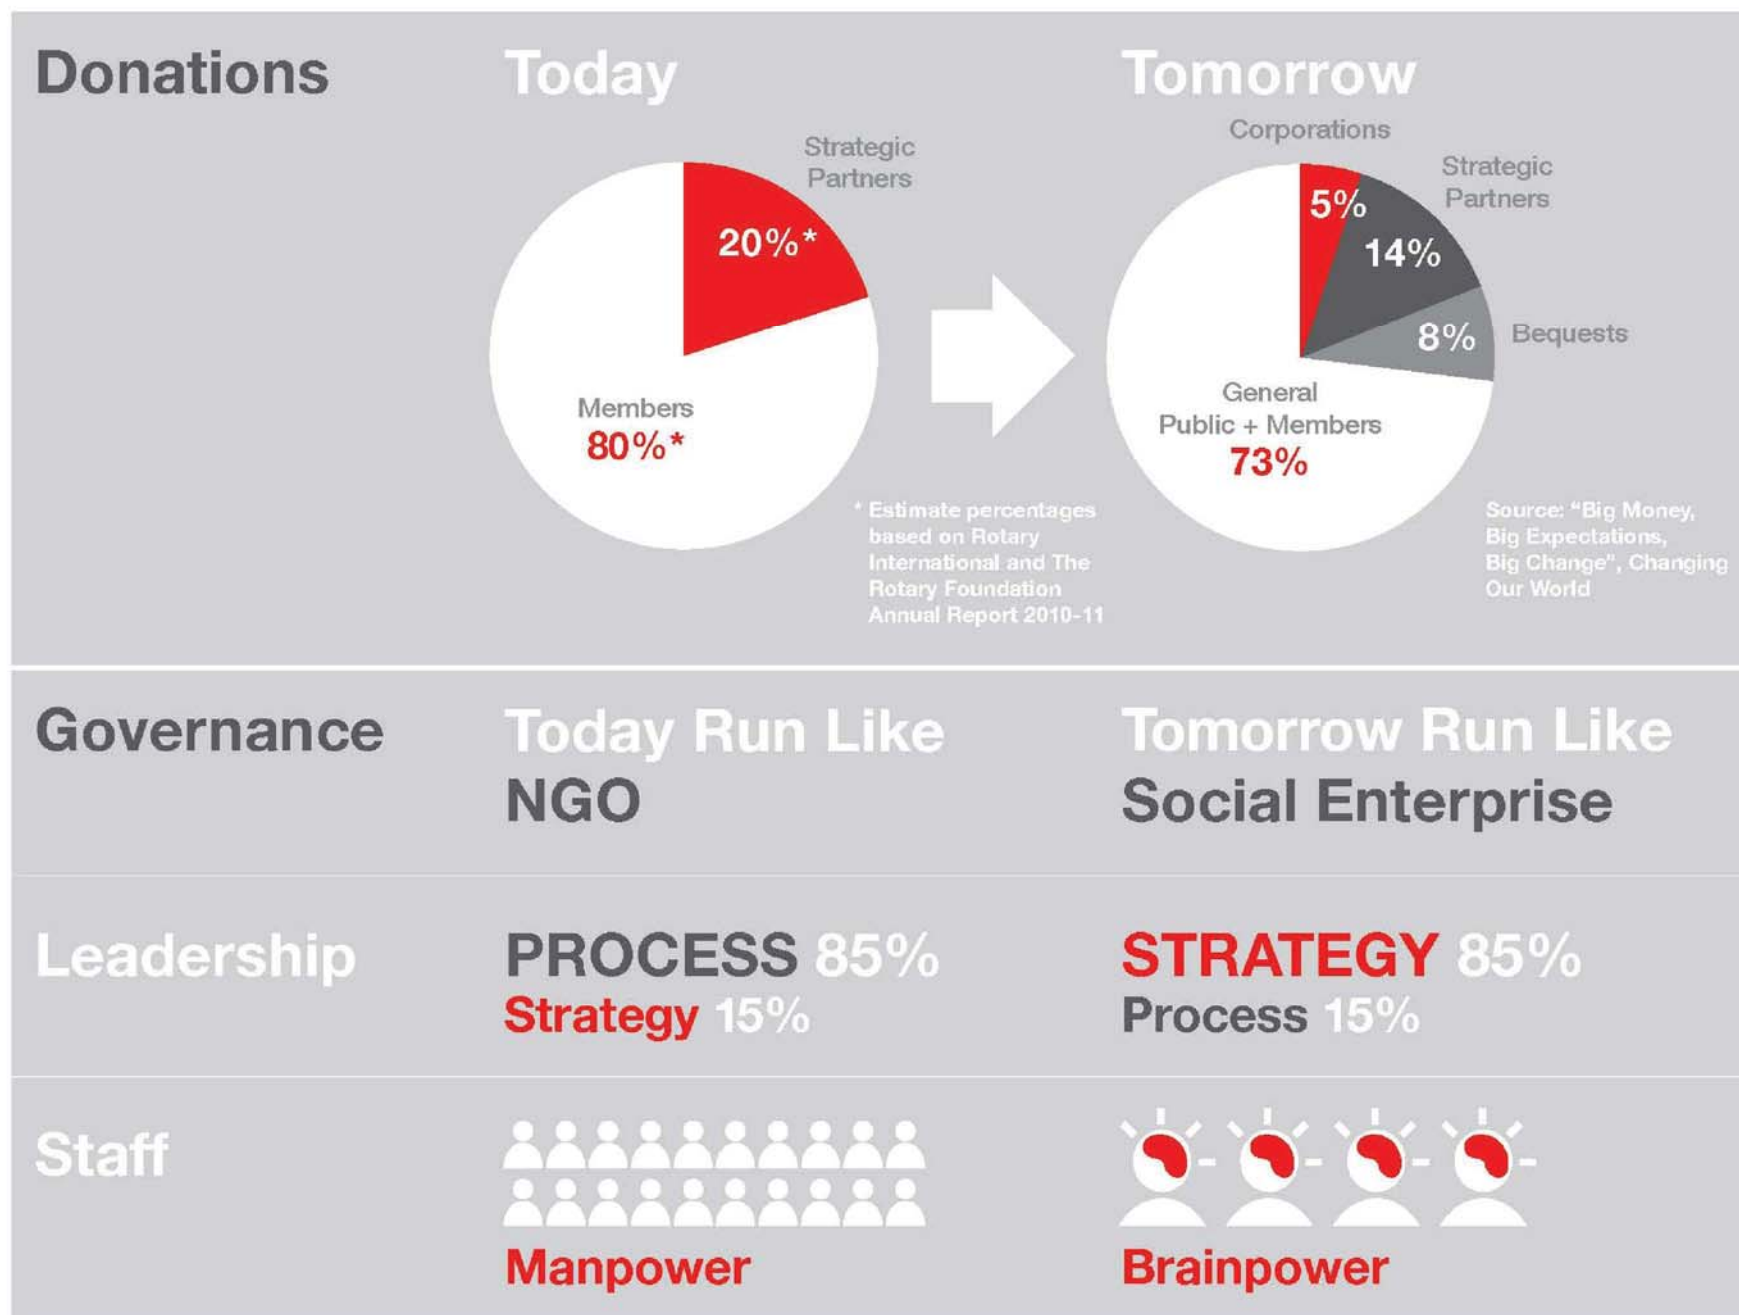 Donations
Today
Tomorrow
Strategic
Partners
20%*
Members
80%*
* Estimate percentages
based on Rotary
International and The
Rotary Foundation
Annual Report 2010-11
Corporations
5%
Strategic
Partners
14%
8%
Bequests
General
Public + Members
73%
Source: “Big Money,
Big Expectations,
Big Change”, Changing
Our World
Governance
Today Run Like
NGO
Tomorrow Run Like
Social Enterprise
Leadership
PROCESS 85%
Strategy 15%
STRATEGY 85%
Process 15%
Staff
Manpower
Brainpower